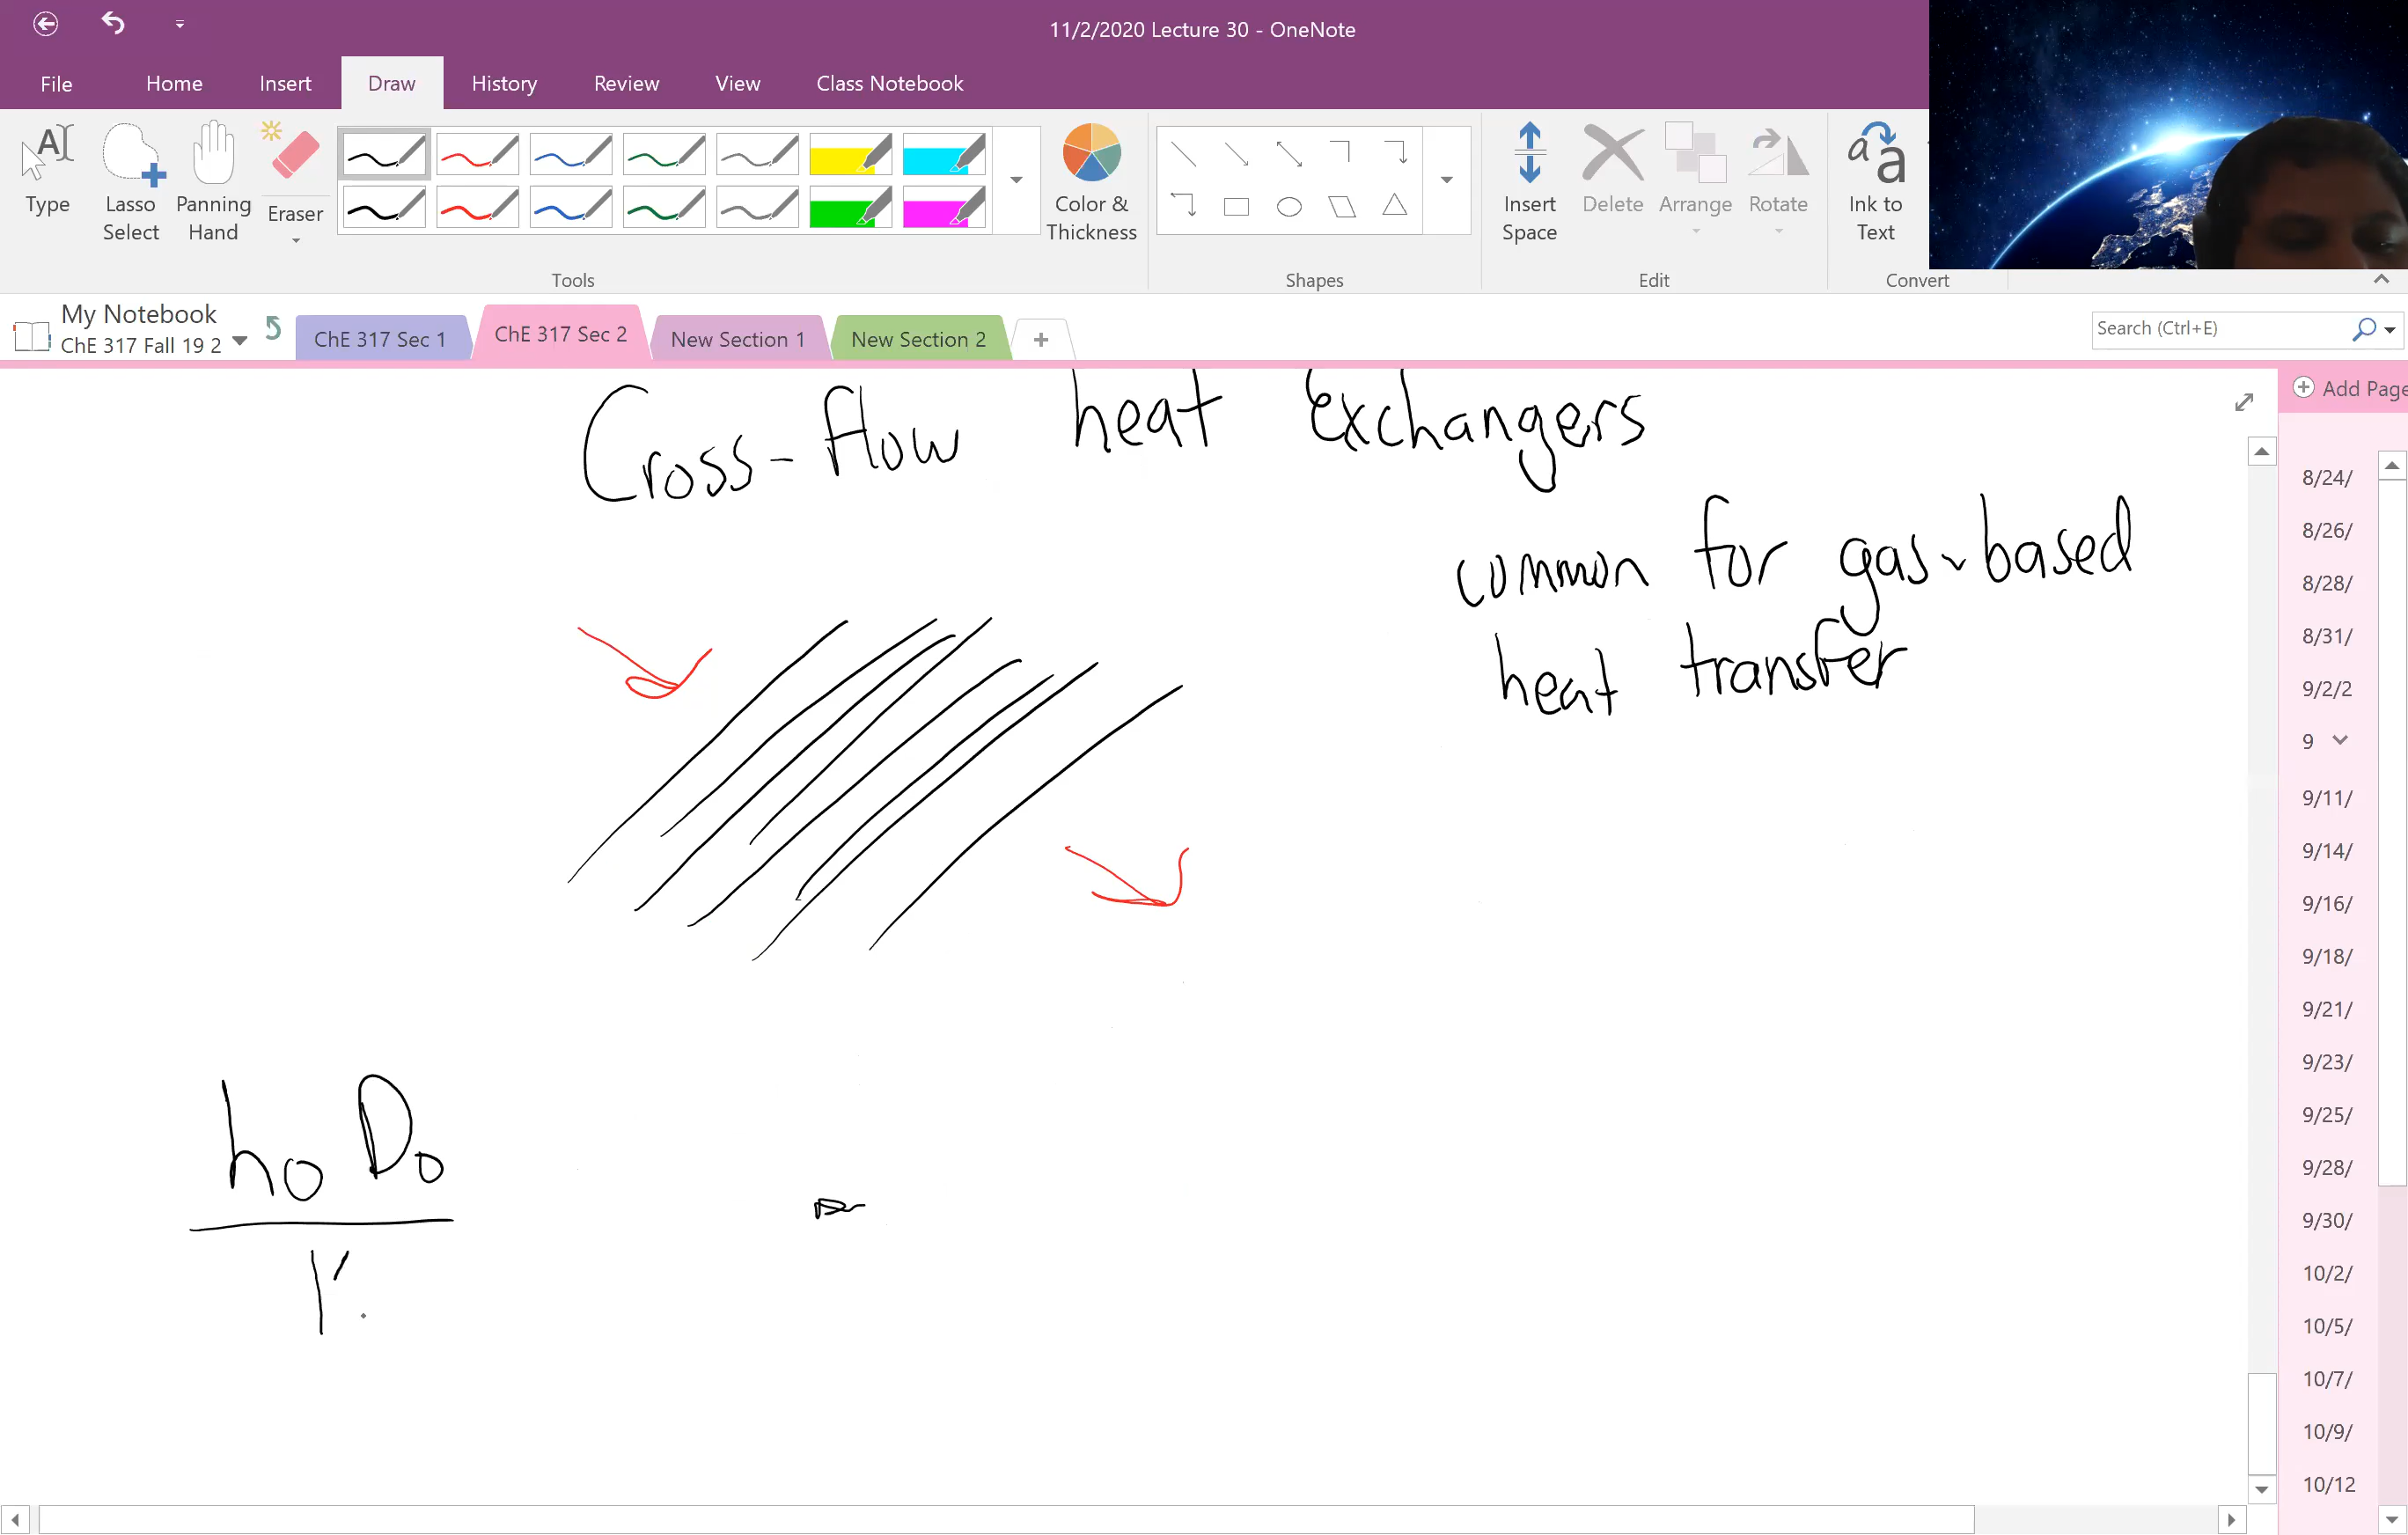 11/2/2020 Lecture 30 - OneNote
File Home Insert Draw History Review View Class Notebook
Type
Lasso Select
Panning Hand
Eraser
Color & Thickness
Insert Space
Delete
Arrange
Rotate
Ink to Text
Tools
Shapes
Edit
Convert
My Notebook
ChE 317 Fall 19 2
ChE 317 Sec 1
ChE 317 Sec 2
New Section 1
New Section 2
Search (Ctrl+E)
Add Page
Cross-flow heat Exchangers
common for gas-based
heat transfer
ho Do
8/24/
8/26/
8/28/
8/31/
9/2/2
9
9/11/
9/14/
9/16/
9/18/
9/21/
9/23/
9/25/
9/28/
9/30/
10/2/
10/5/
10/7/
10/9/
10/12